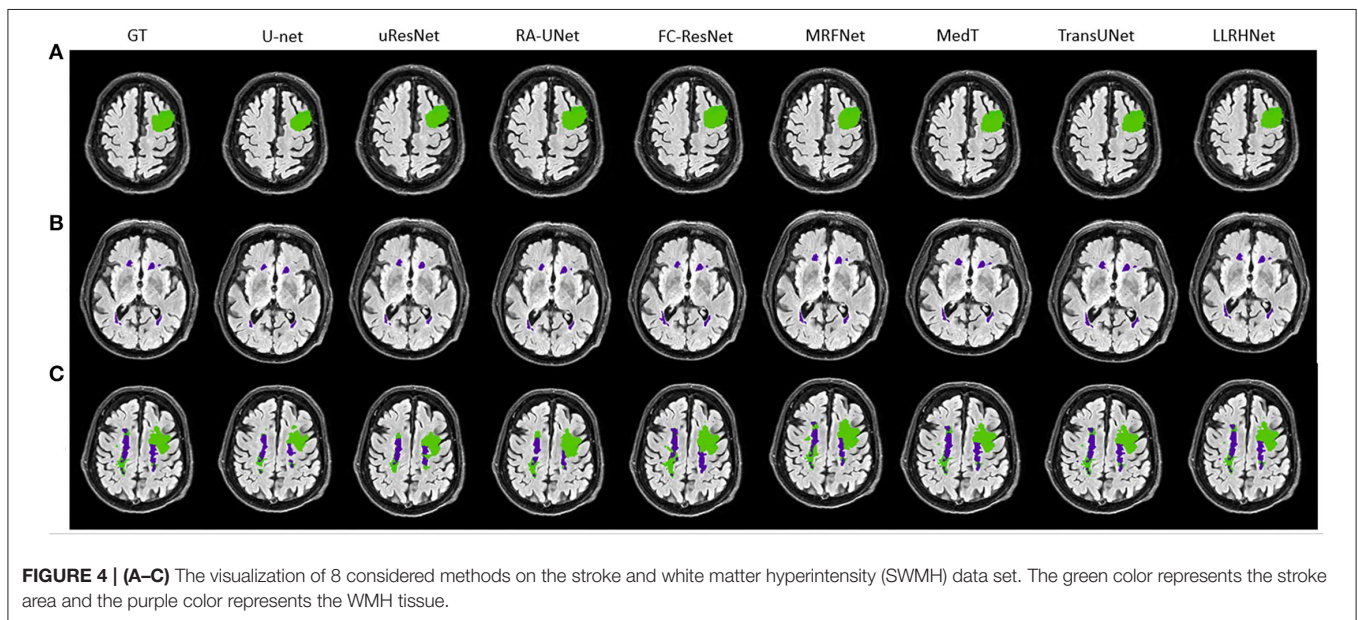 GT U-net uResNet RA-UNet FC-ResNet MRFNet MedT TransUNet LLRHNet
A
B
C
FIGURE 4 | (A–C) The visualization of 8 considered methods on the stroke and white matter hyperintensity (SWMH) data set. The green color represents the stroke
area and the purple color represents the WMH tissue.